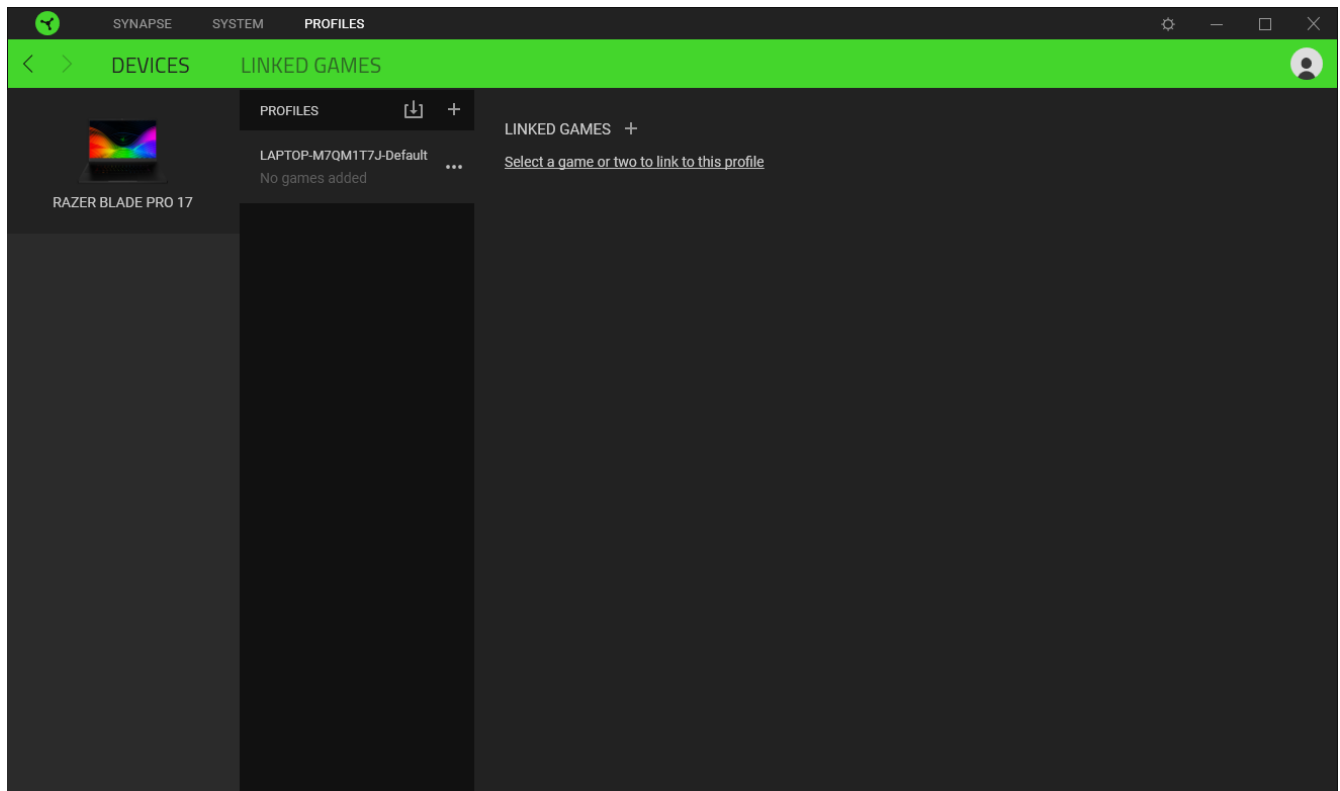 SYNAPSE SYSTEM PROFILES
DEVICES LINKED GAMES
RAZER BLADE PRO 17
PROFILES
LAPTOP-M7QM1T7J-Default
No games added
LINKED GAMES
Select a game or two to link to this profile